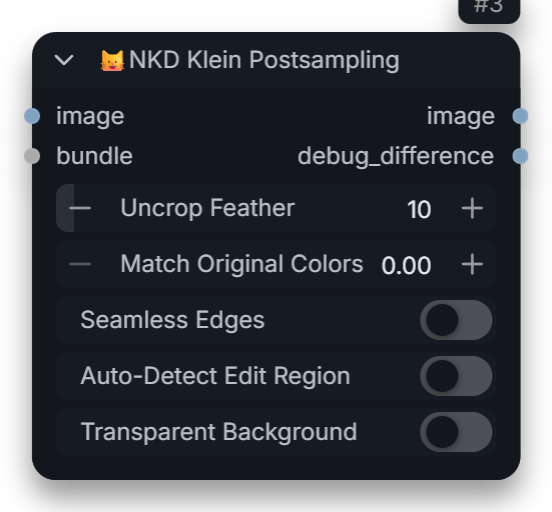 #3
NKD Klein Postsampling
image image
bundle debug_difference
Uncrop Feather 10
Match Original Colors 0.00
Seamless Edges
Auto-Detect Edit Region
Transparent Background